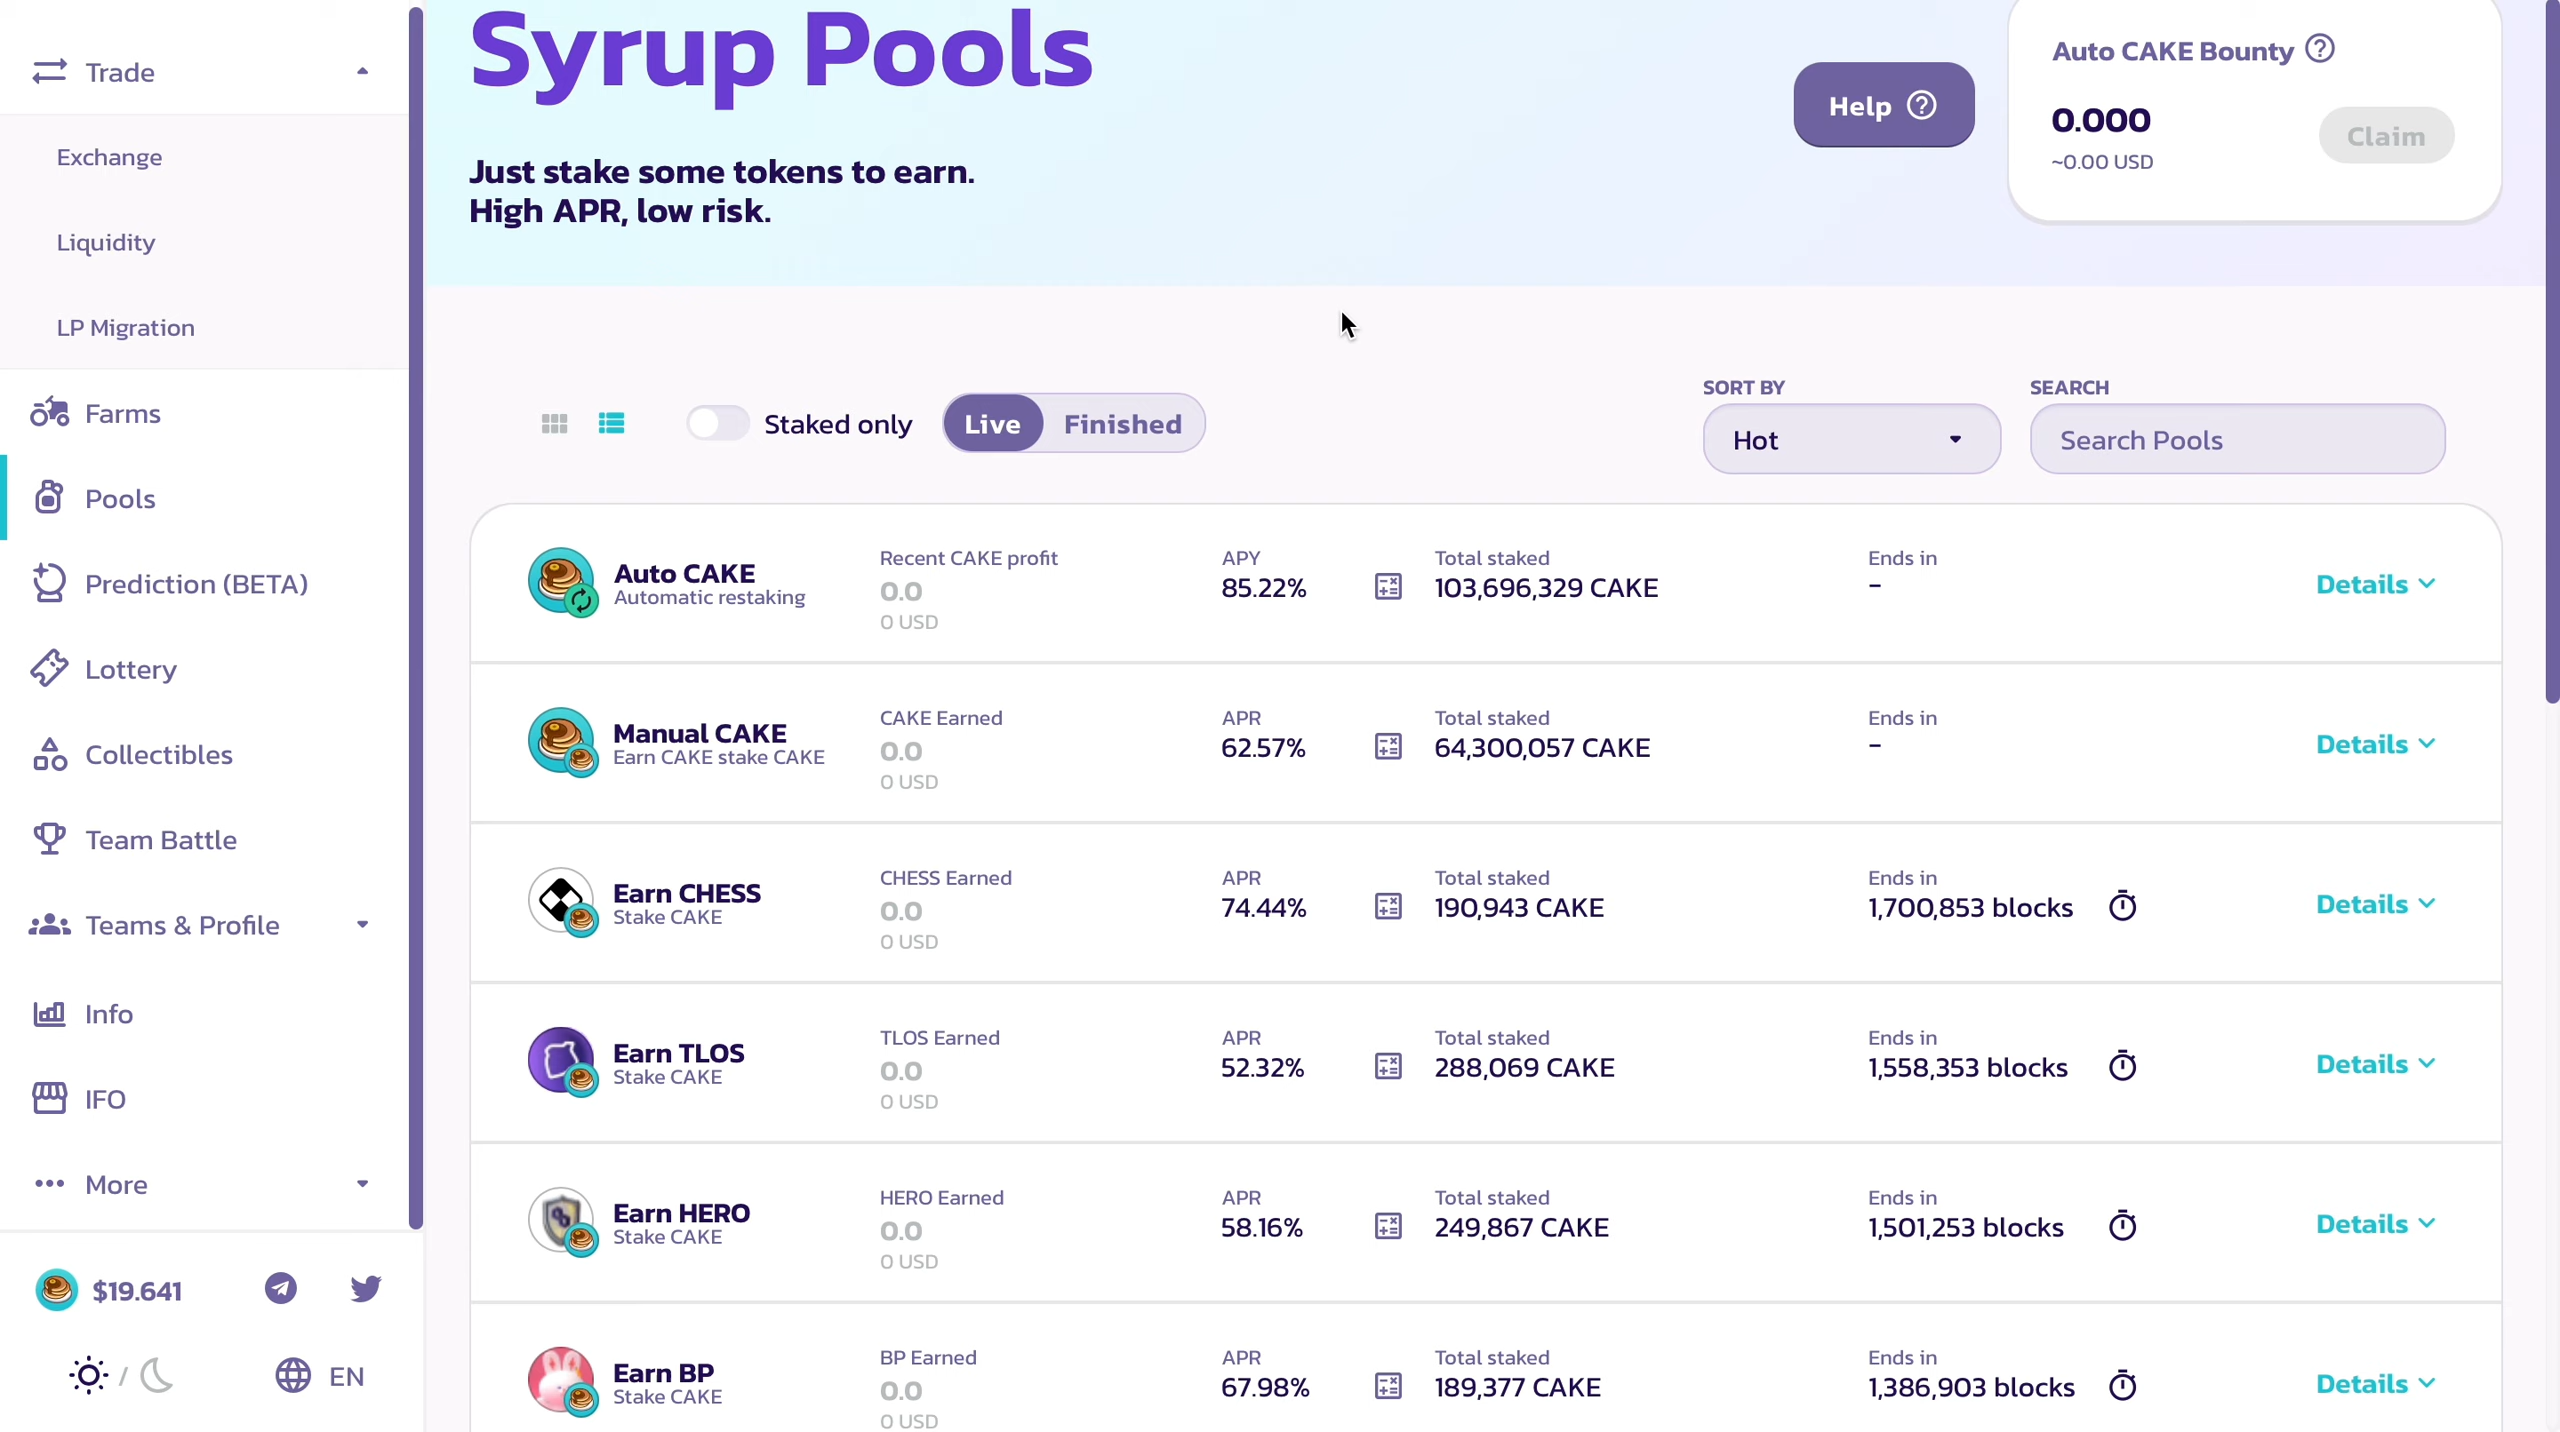 Trade
Exchange
Liquidity
LP Migration
Farms
Pools
Prediction (BETA)
Lottery
Collectibles
Team Battle
Teams & Profile
Info
IFO
More
$19.641
/
EN
Syrup Pools
Just stake some tokens to earn.
High APR, low risk.
Help
Auto CAKE Bounty
0.000
~0.00 USD
Claim
Staked only
Live
Finished
SORT BY
Hot
SEARCH
Search Pools
Auto CAKE
Automatic restaking
Recent CAKE profit
0.0
0 USD
APY
85.22%
Total staked
103,696,329 CAKE
Ends in
-
Details
Manual CAKE
Earn CAKE stake CAKE
CAKE Earned
0.0
0 USD
APR
62.57%
Total staked
64,300,057 CAKE
Ends in
-
Details
Earn CHESS
Stake CAKE
CHESS Earned
0.0
0 USD
APR
74.44%
Total staked
190,943 CAKE
Ends in
1,700,853 blocks
Details
Earn TLOS
Stake CAKE
TLOS Earned
0.0
0 USD
APR
52.32%
Total staked
288,069 CAKE
Ends in
1,558,353 blocks
Details
Earn HERO
Stake CAKE
HERO Earned
0.0
0 USD
APR
58.16%
Total staked
249,867 CAKE
Ends in
1,501,253 blocks
Details
Earn BP
Stake CAKE
BP Earned
0.0
0 USD
APR
67.98%
Total staked
189,377 CAKE
Ends in
1,386,903 blocks
Details